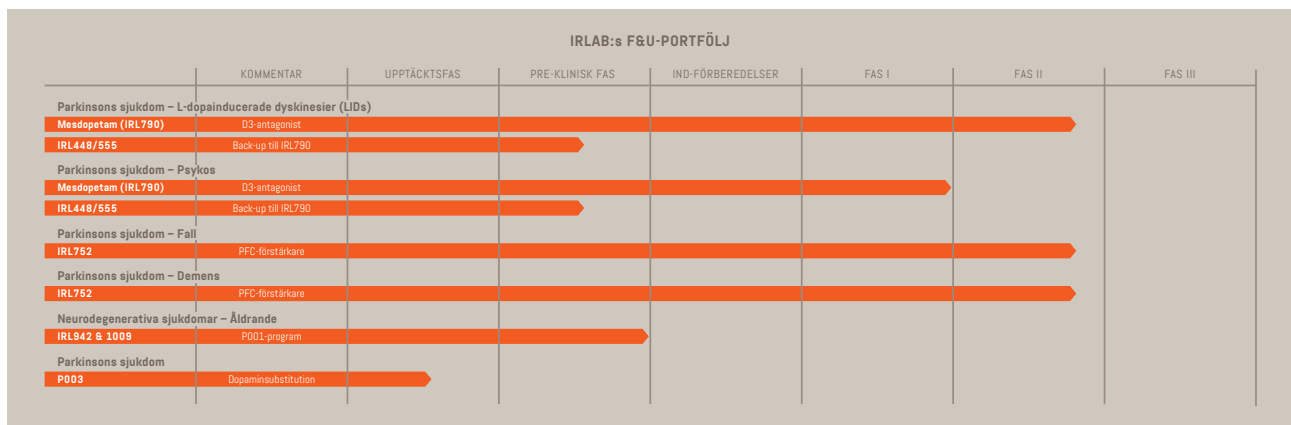 IRLAB:s F&U-PORTFÖLJ
KOMMENTAR UPPTÄCKTSFAS PRE-KLINISK FAS IND-FÖRBEREDELSER FAS I FAS II FAS III
Parkinsons sjukdom – L-dopainducerade dyskinesier (LIDs)
Mesdopetam (IRL790) D3-antagonist
IRL448/555 Back-up till IRL790
Parkinsons sjukdom – Psykos
Mesdopetam (IRL790) D3-antagonist
IRL448/555 Back-up till IRL790
Parkinsons sjukdom – Fall
IRL752 PFC-förstärkare
Parkinsons sjukdom – Demens
IRL752 PFC-förstärkare
Neurodegenerativa sjukdomar – Åldrande
IRL942 & 1009 P001-program
Parkinsons sjukdom
P003 Dopaminsubstitution